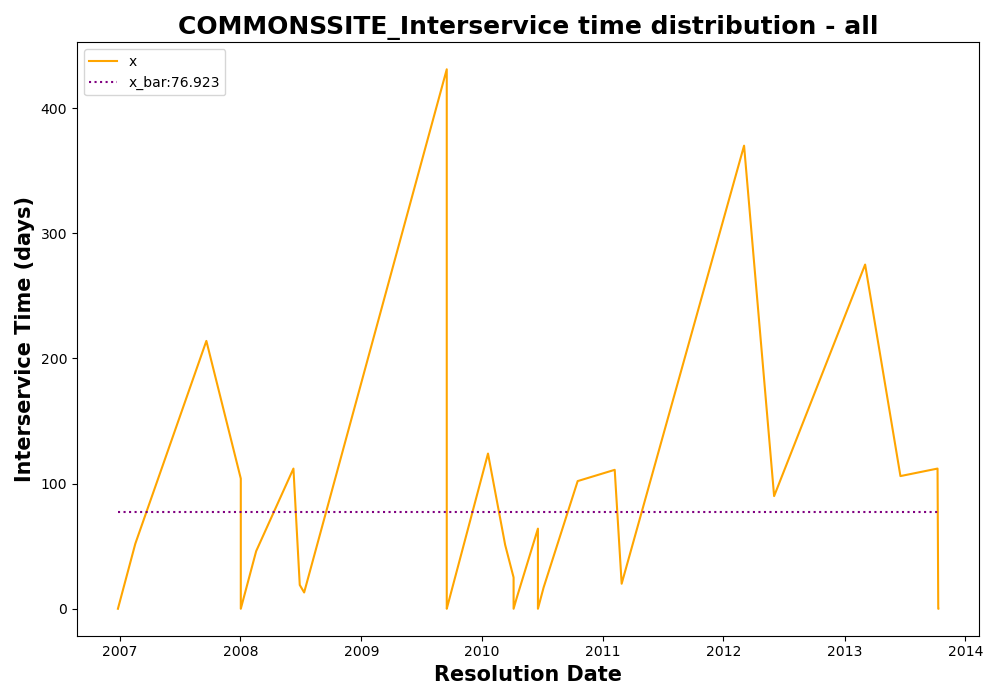 COMMONSSITE_Interservice time distribution - all
x
x_bar:76.923
Interservice Time (days)
400
300
200
100
0
2007 2008 2009 2010 2011 2012 2013 2014
Resolution Date